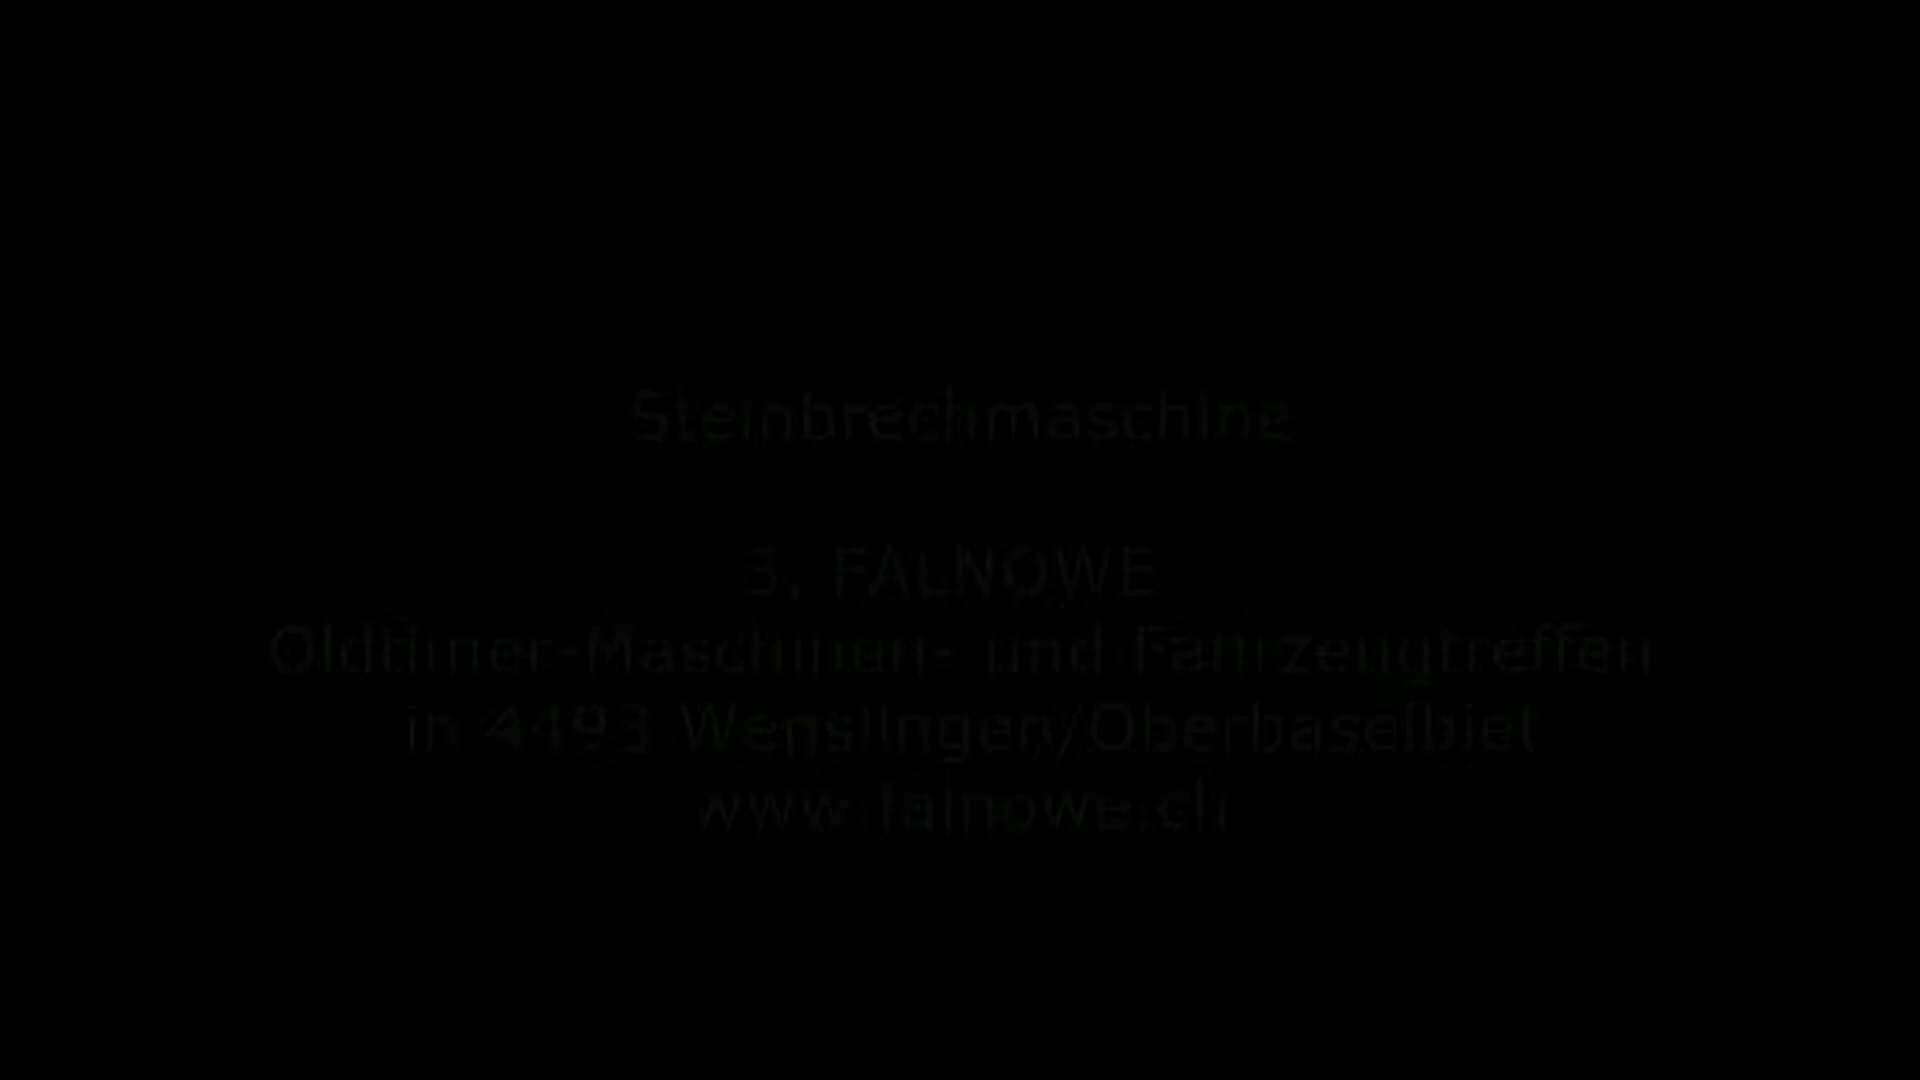 Steinbrechmaschine
3. FALNOWE
Oldtimer-Maschinen- und Fahrzeugtreffen
in 4493 Wenslingen/Oberbaselbiet
www.falnowe.ch